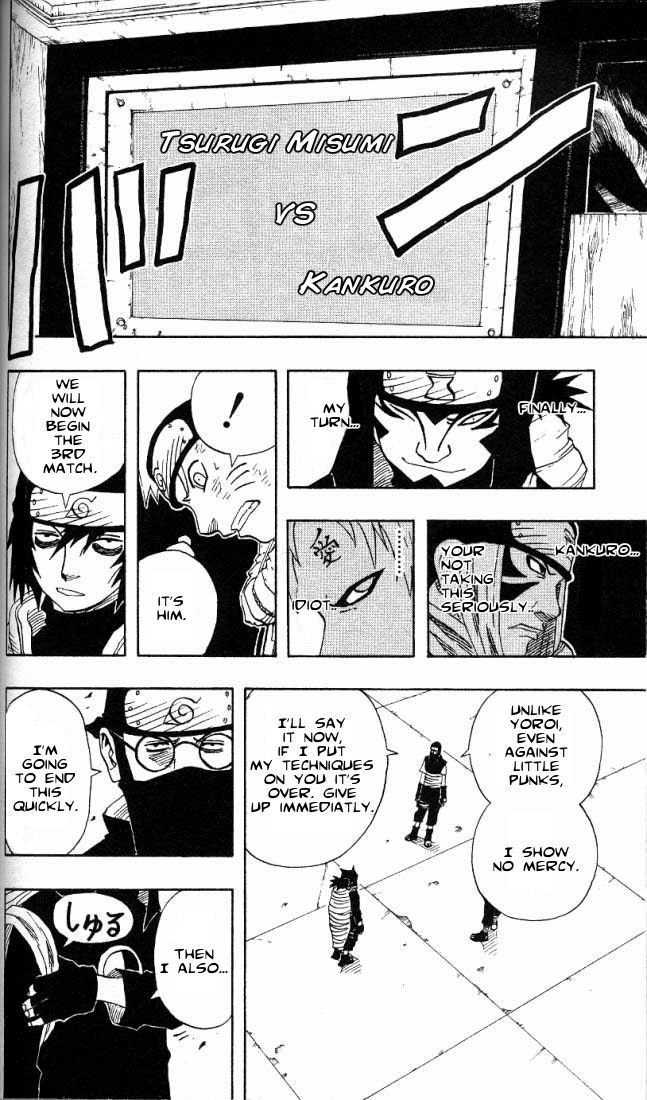 TSURUGI MISUMI
VS
KANKURO
バン
FINALLY...
MY
TURN...
!
IT'S
HIM.
WE
WILL
NOW
BEGIN
THE
3RD
MATCH.
KANKURO...
YOUR
NOT
TAKING
THIS
SERIOUSLY..
.........
愛
IDIOT...
UNLIKE
YOROI,
EVEN
AGAINST
LITTLE
PUNKS,
I SHOW
NO MERCY.
I'LL SAY
IT NOW,
IF I PUT
MY TECHNIQUES
ON YOU IT'S
OVER. GIVE
UP IMMEDIATLY.
I'M
GOING
TO END
THIS
QUICKLY.
THEN
I ALSO...
しゅる